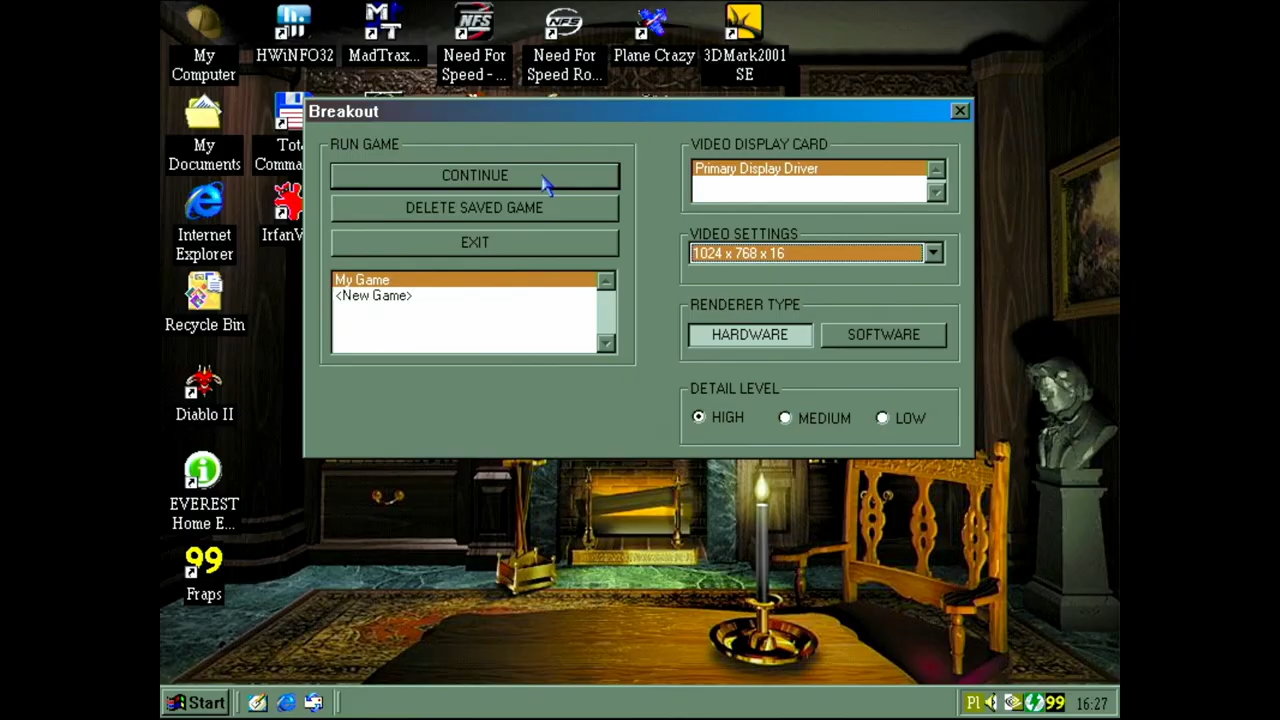 My
Computer
HWiNFO32
MadTrax...
Need For
Speed - ...
Need For
Speed Ro...
Plane Crazy
3DMark2001
SE
My
Documents
Tot
Comma
Internet
Explorer
IrfanV
Recycle Bin
Diablo II
EVEREST
Home E...
99
Fraps
Breakout
RUN GAME
CONTINUE
DELETE SAVED GAME
EXIT
My Game
<New Game>
VIDEO DISPLAY CARD
Primary Display Driver
VIDEO SETTINGS
1024 x 768 x 16
RENDERER TYPE
HARDWARE SOFTWARE
DETAIL LEVEL
HIGH MEDIUM LOW
Start
Pl 99 16:27